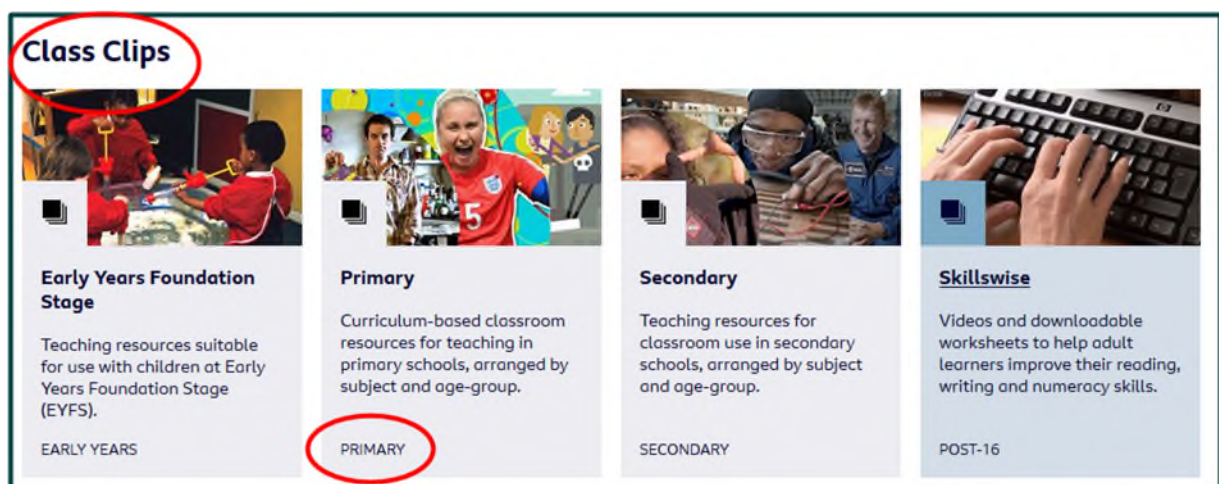 Class Clips
Early Years Foundation
Stage
Teaching resources suitable
for use with children at Early
Years Foundation Stage
(EYFS).
EARLY YEARS
5
Primary
Curriculum-based classroom
resources for teaching in
primary schools, arranged by
subject and age-group.
PRIMARY
Secondary
Teaching resources for
classroom use in secondary
schools, arranged by subject
and age-group.
SECONDARY
hp
Skillswise
Videos and downloadable
worksheets to help adult
learners improve their reading,
writing and numeracy skills.
POST-16